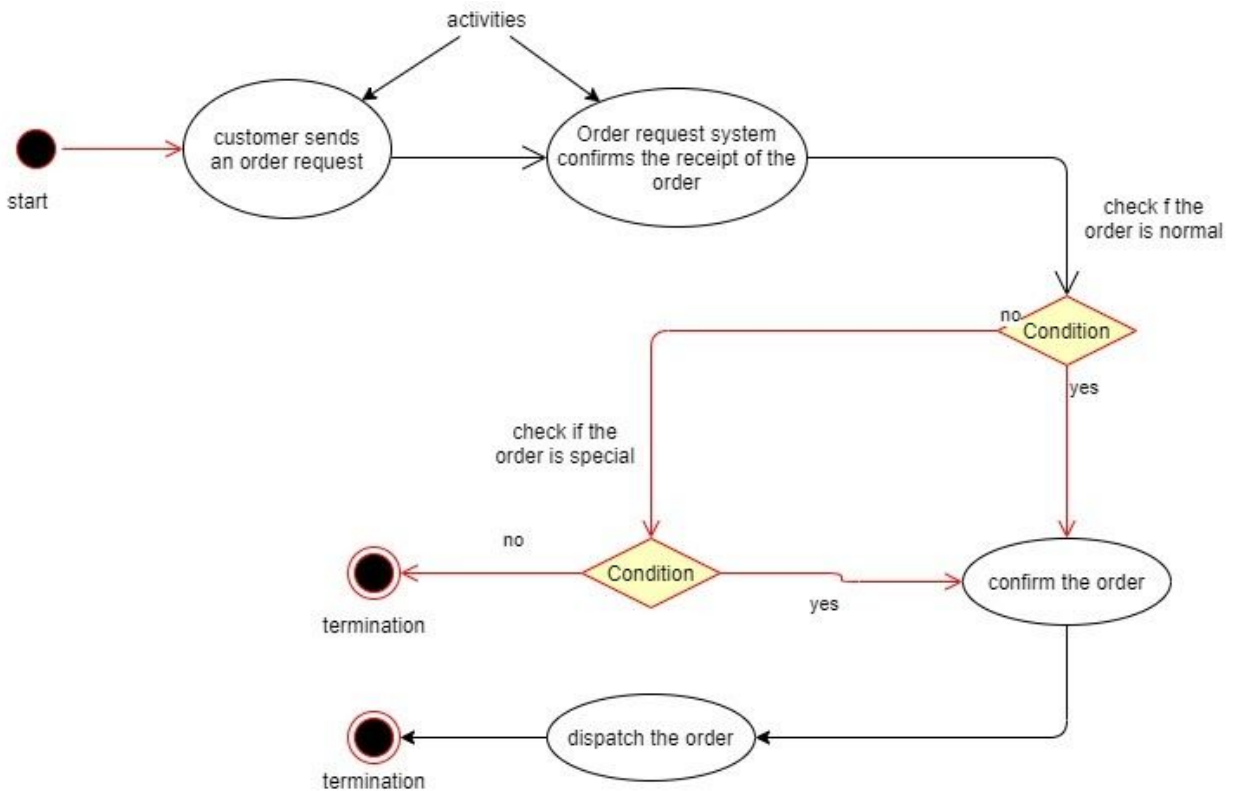 activities
customer sends
an order request
Order request system
confirms the receipt of the
order
start
check f the
order is normal
no
Condition
yes
check if the
order is special
no
Condition
yes
confirm the order
termination
dispatch the order
termination